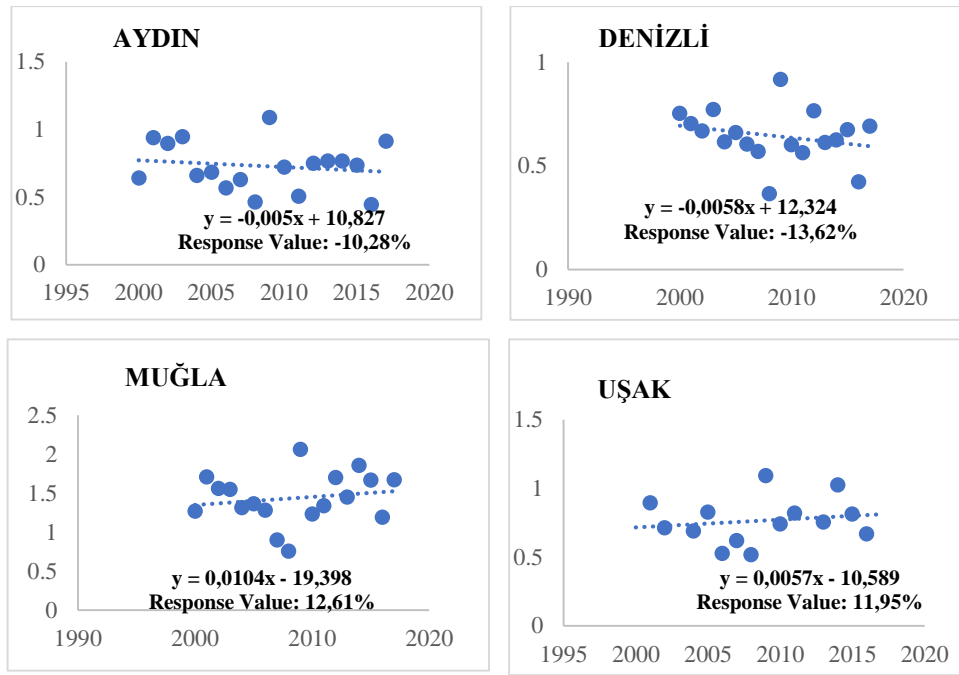 AYDIN
1.5
1
0.5
0
y = -0,005x + 10,827
Response Value: -10,28%
1995 2000 2005 2010 2015 2020
DENİZLİ
1
0.5
0
y = -0,0058x + 12,324
Response Value: -13,62%
1990 2000 2010 2020
MUĞLA
2.5
2
1.5
1
0.5
0
y = 0,0104x - 19,398
Response Value: 12,61%
1990 2000 2010 2020
UŞAK
1.5
1
0.5
0
y = 0,0057x - 10,589
Response Value: 11,95%
1995 2000 2005 2010 2015 2020